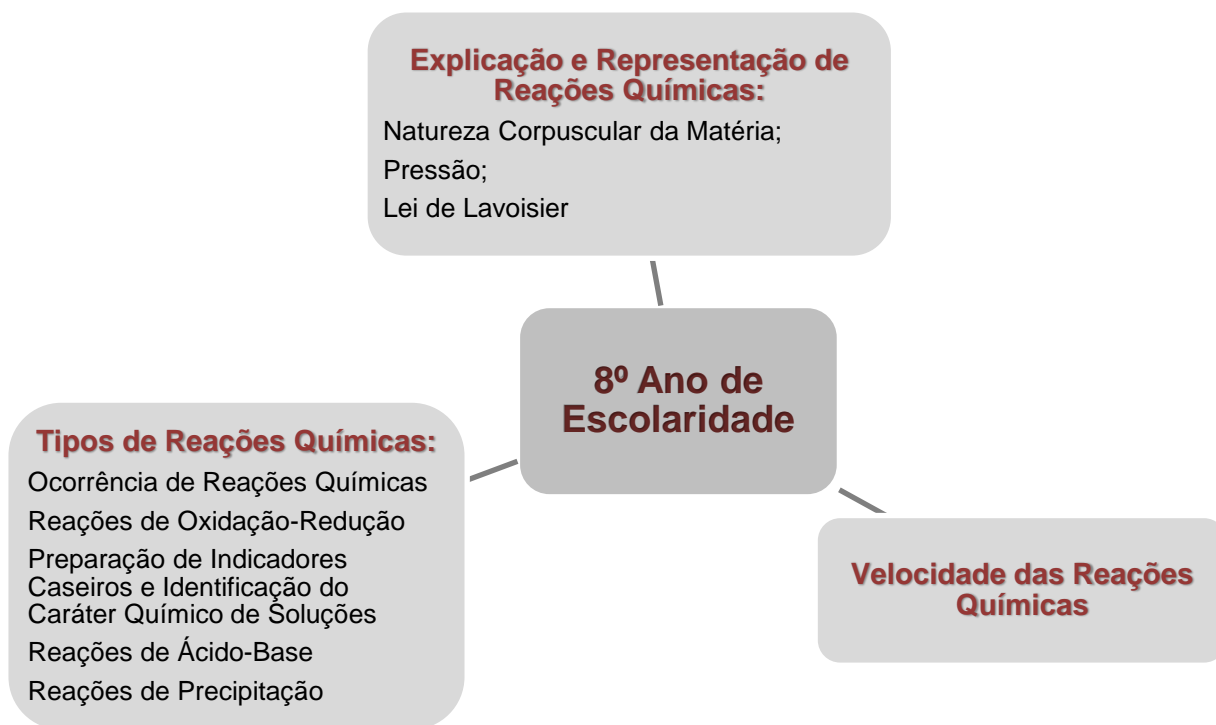 Explicação e Representação de
Reações Químicas:
Natureza Corpuscular da Matéria;
Pressão;
Lei de Lavoisier
8º Ano de
Escolaridade
Tipos de Reações Químicas:
Ocorrência de Reações Químicas
Reações de Oxidação-Redução
Preparação de Indicadores
Caseiros e Identificação do
Caráter Químico de Soluções
Reações de Ácido-Base
Reações de Precipitação
Velocidade das Reações
Químicas